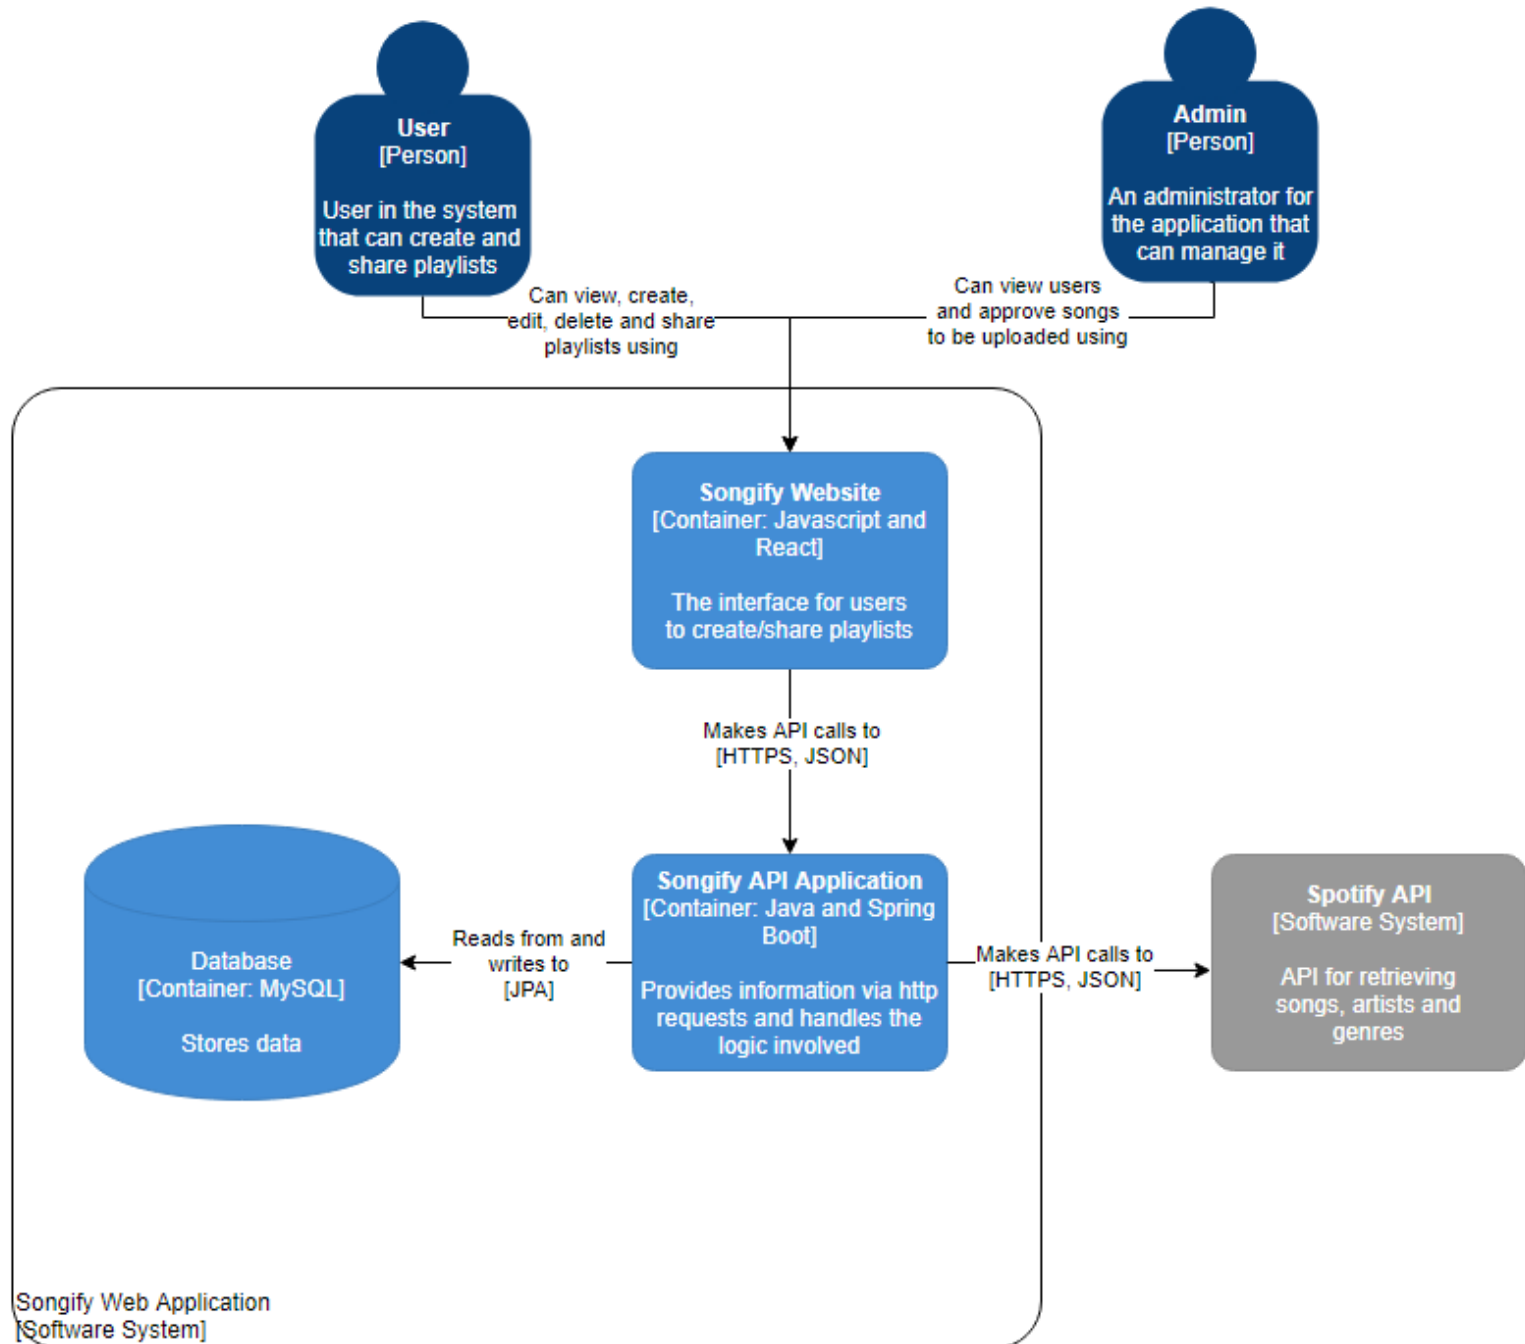 User
[Person]
User in the system
that can create and
share playlists
Admin
[Person]
An administrator for
the application that
can manage it
Can view, create,
edit, delete and share
playlists using
Can view users
and approve songs
to be uploaded using
Songify Website
[Container: Javascript and
React]
The interface for users
to create/share playlists
Makes API calls to
[HTTPS, JSON]
Database
[Container: MySQL]
Stores data
Reads from and
writes to
[JPA]
Songify API Application
[Container: Java and Spring
Boot]
Provides information via http
requests and handles the
logic involved
Makes API calls to
[HTTPS, JSON]
Spotify API
[Software System]
API for retrieving
songs, artists and
genres
Songify Web Application
[Software System]